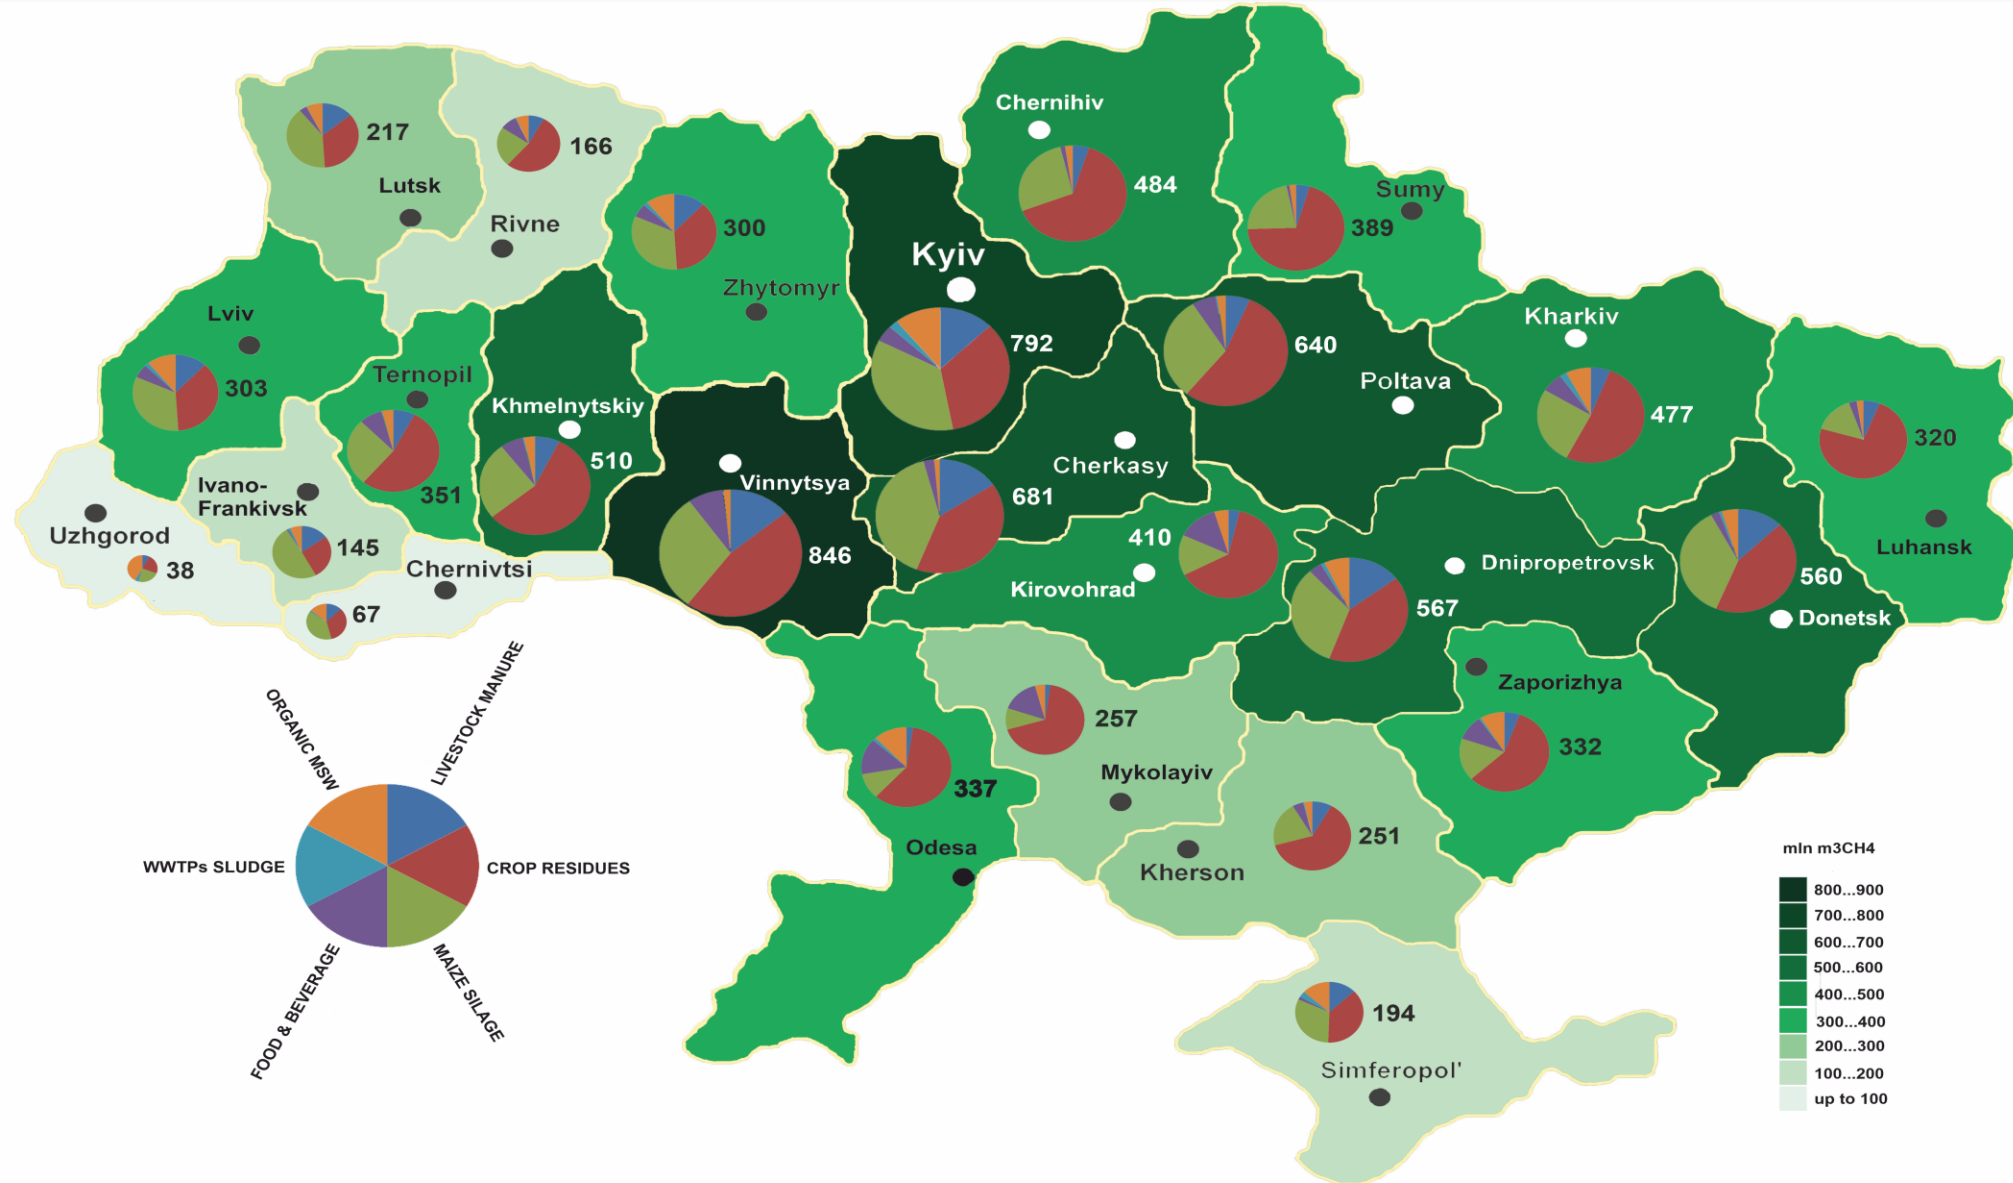 Chernihiv
484
Sumy
389
217
Lutsk
166
Rivne
300
Zhytomyr
Kyiv
792
640
Poltava
Kharkiv
477
320
Luhansk
Lviv
303
Ternopil
351
Khmelnytskiy
510
Vinnytsya
846
Cherkasy
681
410
Kirovohrad
Dnipropetrovsk
567
560
Donetsk
Ivano-
Frankivsk
145
Uzhgorod
38
Chernivtsi
67
257
Mykolayiv
337
Odesa
Zaporizhya
332
251
Kherson
194
Simferopol'
ORGANIC MSW
LIVESTOCK MANURE
WWTPs SLUDGE
CROP RESIDUES
FOOD & BEVERAGE
MAIZE SILAGE
mln m3CH4
800...900
700...800
600...700
500...600
400...500
300...400
200...300
100...200
up to 100